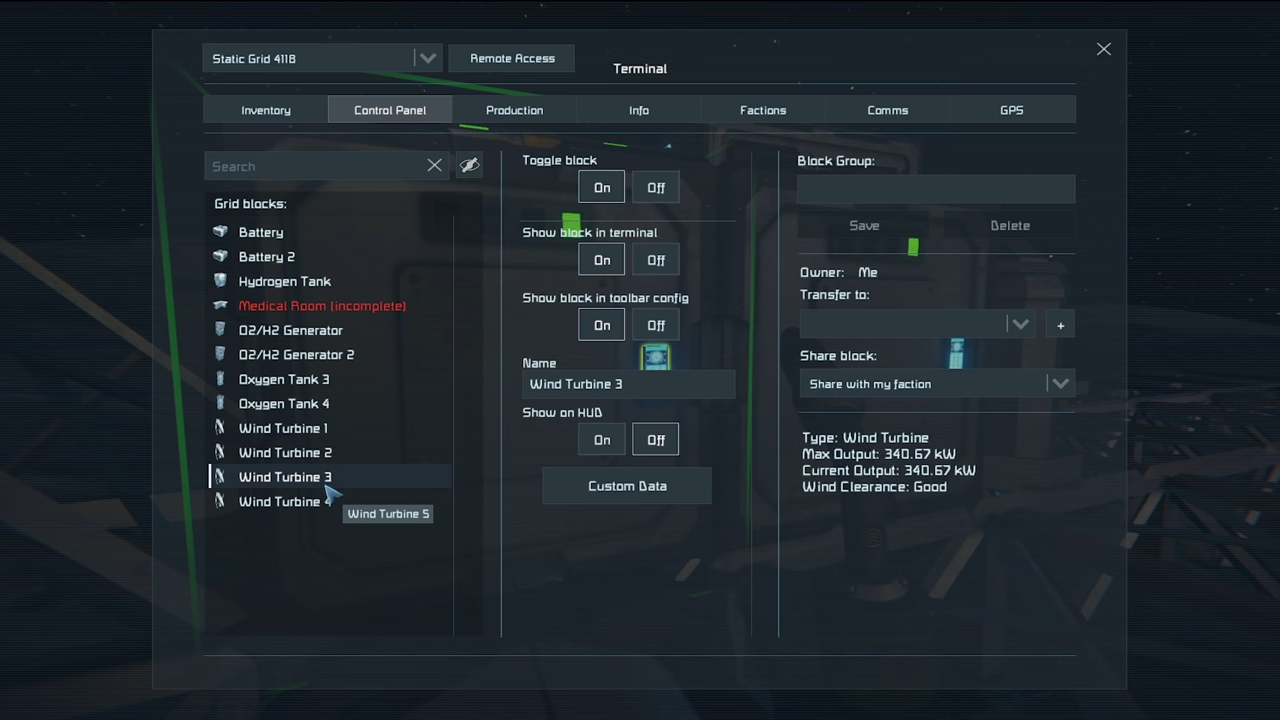 Static Grid 4118
Remote Access
Terminal
Inventory
Control Panel
Production
Info
Factions
Comms
GPS
Search
Grid blocks:
Battery
Battery 2
Hydrogen Tank
Medical Room (incomplete)
O2/H2 Generator
O2/H2 Generator 2
Oxygen Tank 3
Oxygen Tank 4
Wind Turbine 1
Wind Turbine 2
Wind Turbine 3
Wind Turbine 4
Wind Turbine 5
Toggle block
On
Off
Show block in terminal
On
Off
Show block in toolbar config
On
Off
Name
Wind Turbine 3
Show on HUD
On
Off
Custom Data
Block Group:
Save
Delete
Owner: Me
Transfer to:
+
Share block:
Share with my faction
Type: Wind Turbine
Max Output: 340.67 kW
Current Output: 340.67 kW
Wind Clearance: Good